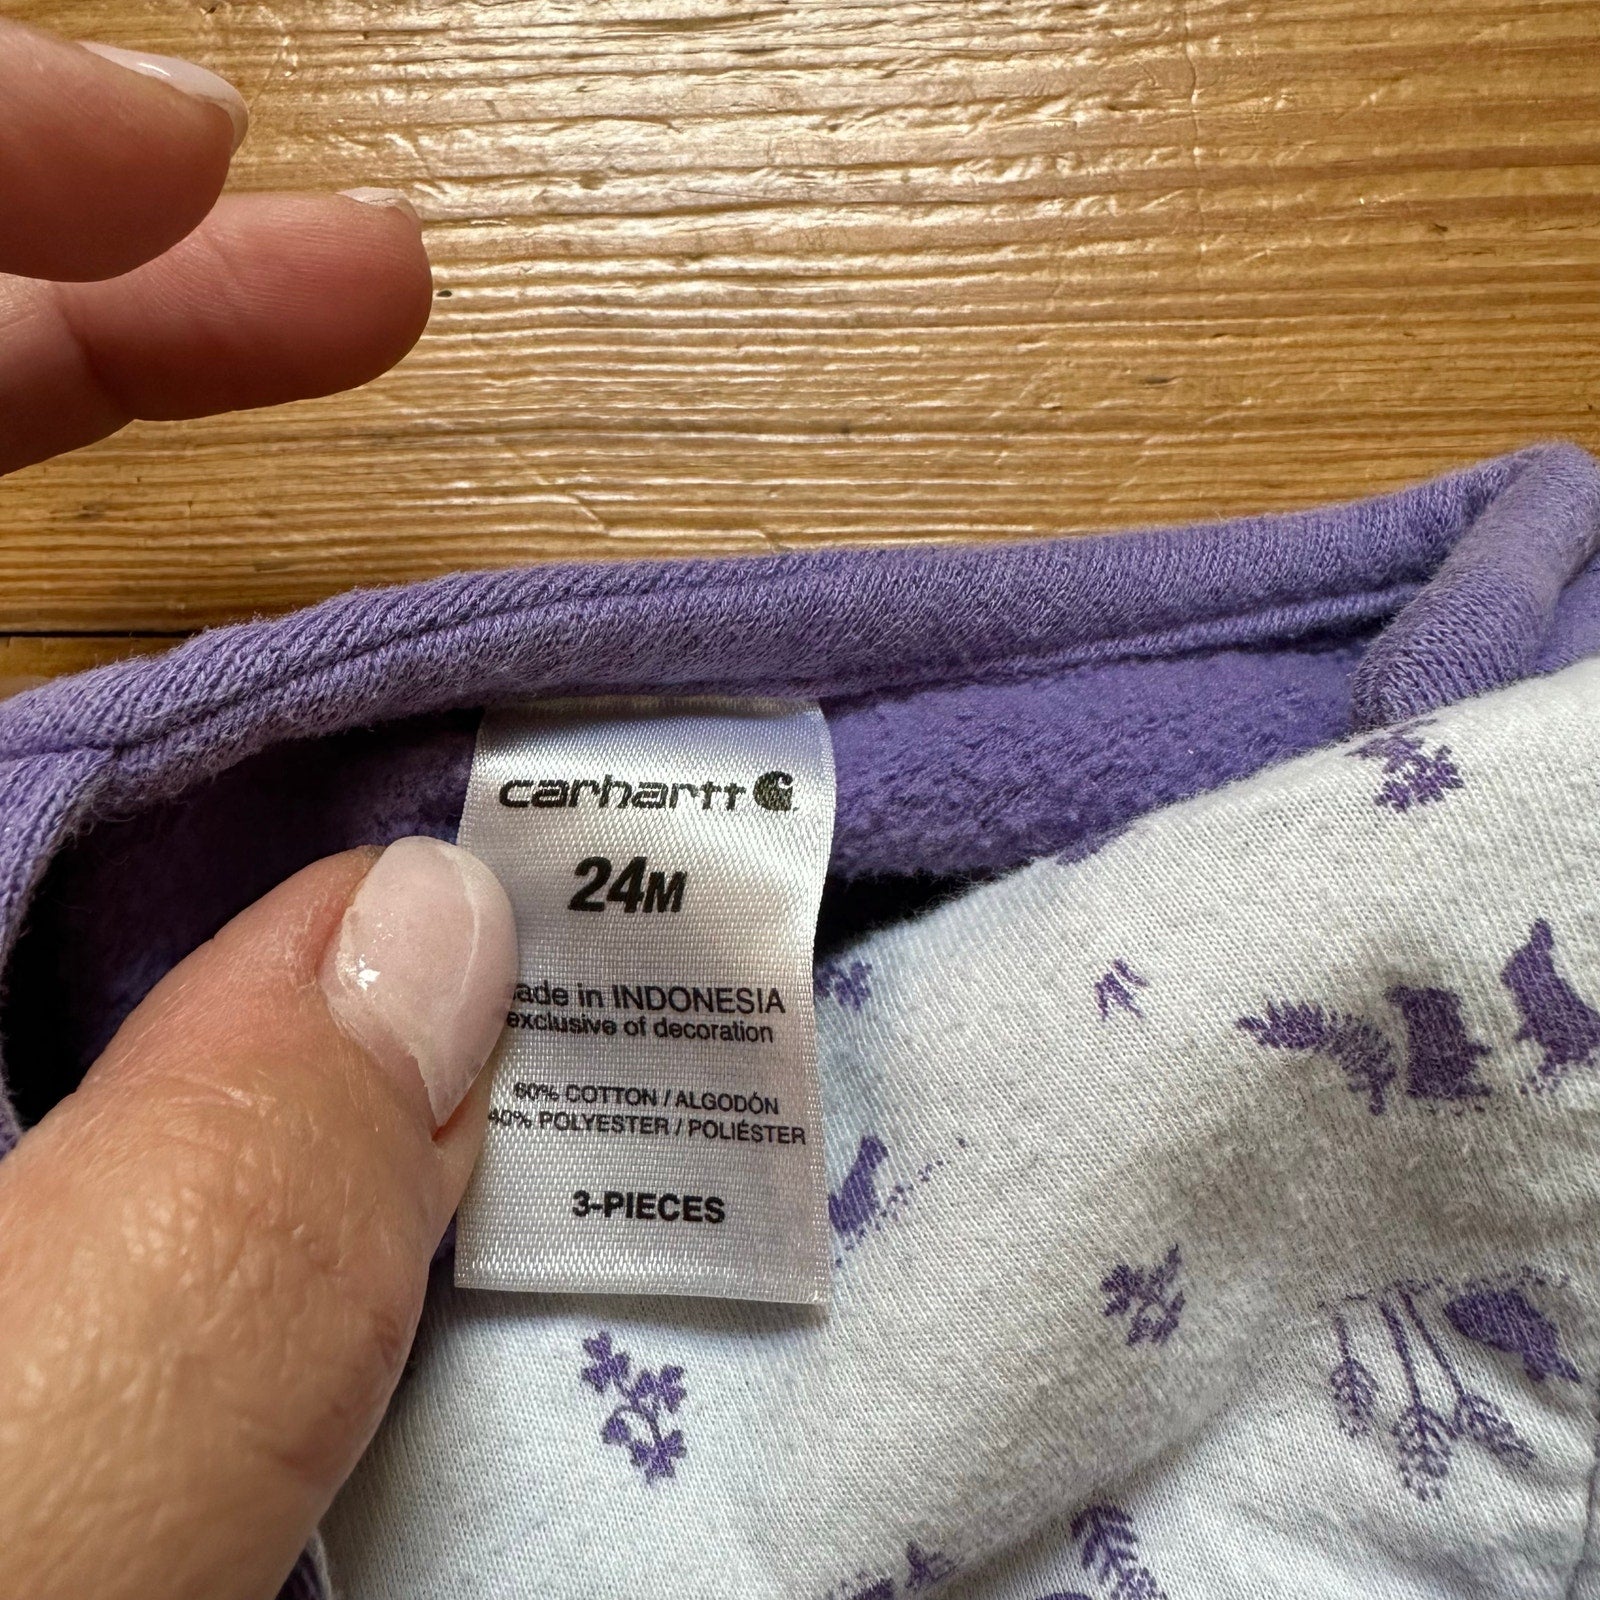 carhartt
24M
ade in INDONESIA
exclusive of decoration
60% COTTON / ALGODÓN
40% POLYESTER / POLIÉSTER
3-PIECES